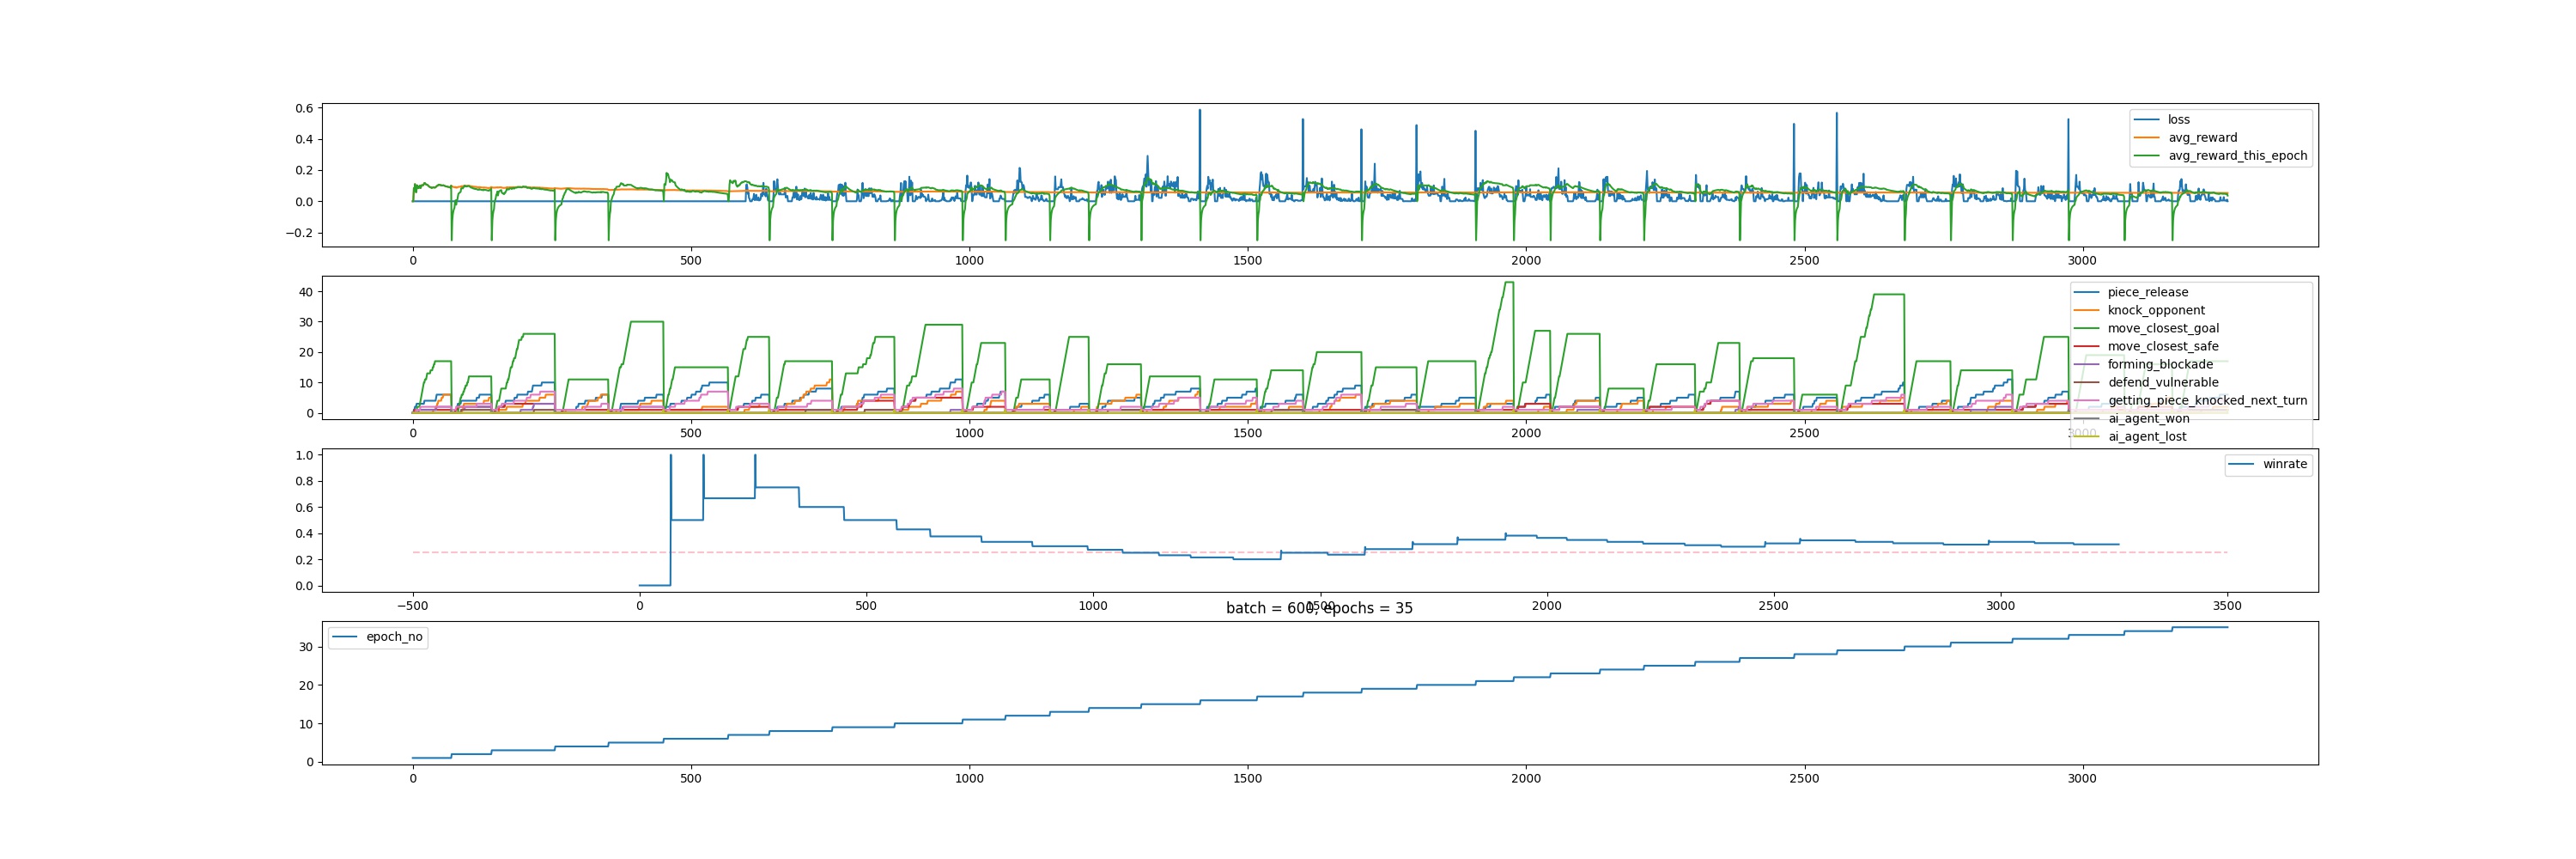 0.6
0.4
0.2
0.0
−0.2
loss
avg_reward
avg_reward_this_epoch
0 500 1000 1500 2000 2500 3000
40
30
20
10
0
piece_release
knock_opponent
move_closest_goal
move_closest_safe
forming_blockade
defend_vulnerable
getting_piece_knocked_next_turn
ai_agent_won
ai_agent_lost
0 500 1000 1500 2000 2500 3000
1.0
0.8
0.6
0.4
0.2
0.0
winrate
−500 0 500 1000 1500 2000 2500 3000 3500
batch = 600, epochs = 35
30
20
10
0
epoch_no
0 500 1000 1500 2000 2500 3000